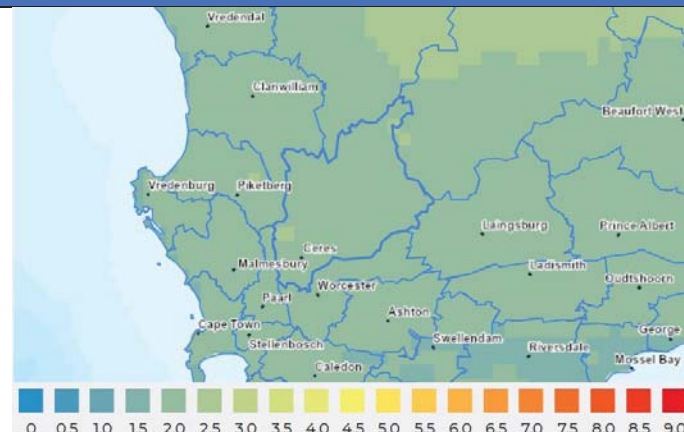 Vredendal
Clanwilliam
Beaufort West
Vredenburg Piketberg
Laingsburg Prince Albert
Ceres
Malmesbury Ladismith
Oudtshoorn
Worcester
Paarl
Ashton
Cape Town George
Stellenbosch Swellendam Riversdale
Mossel Bay
Caledon
0 0.5 1.0 1.5 2.0 2.5 3.0 3.5 4.0 4.5 5.0 5.5 6.0 6.5 7.0 7.5 8.0 8.5 9.0